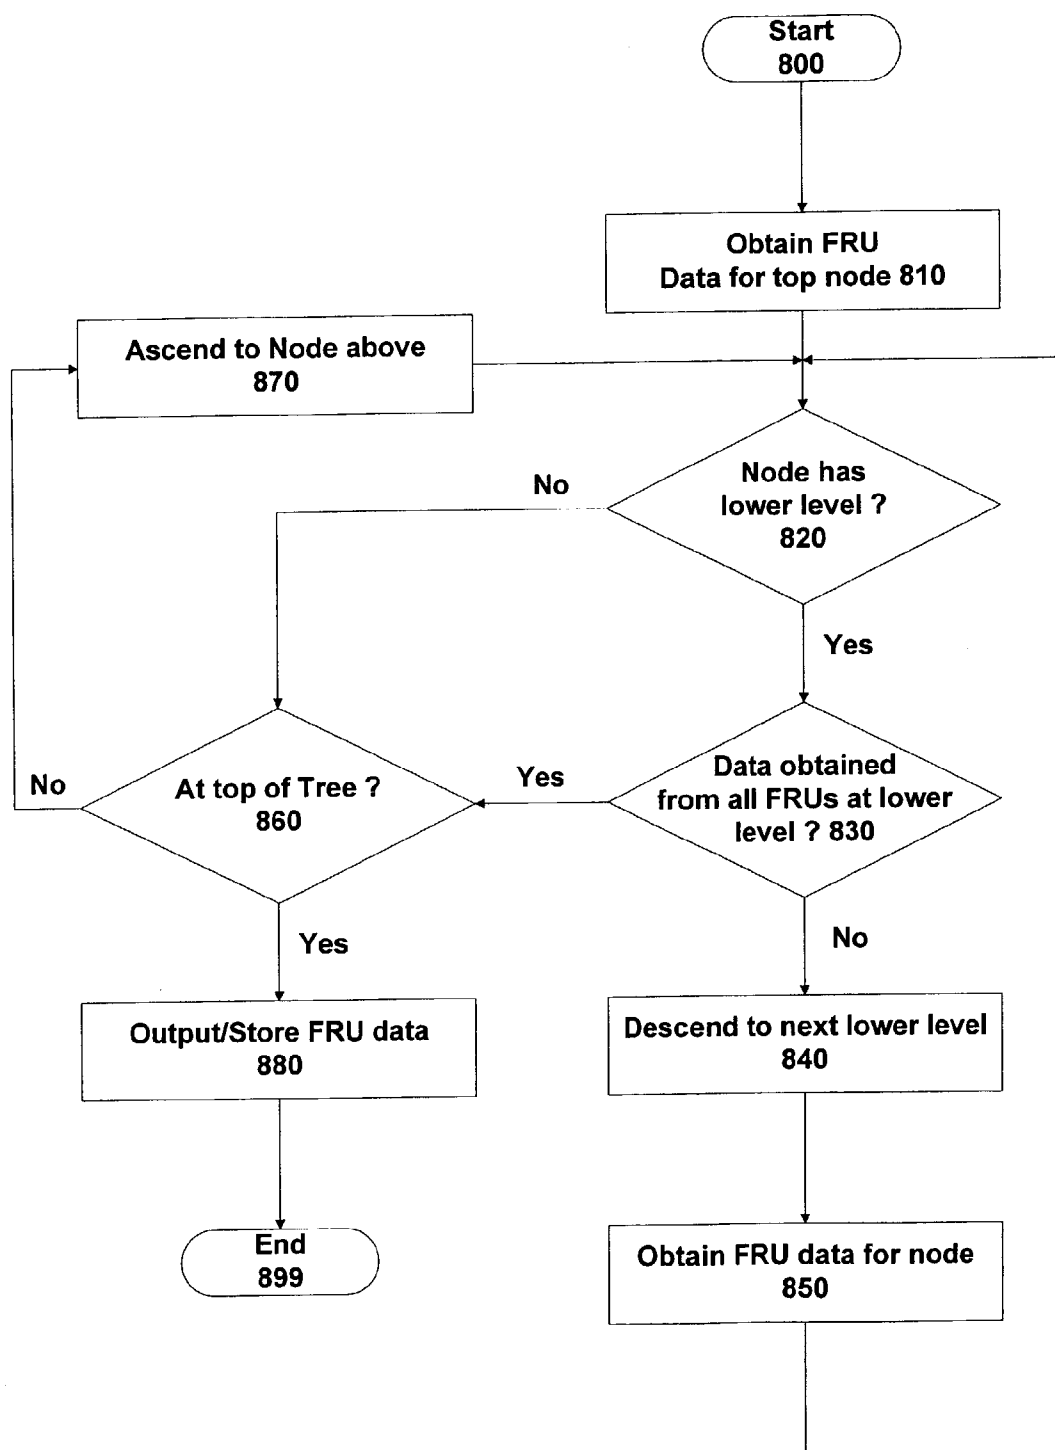 Start
800
Obtain FRU
Data for top node 810
Ascend to Node above
870
Node has
lower level ?
820
No
Yes
At top of Tree ?
860
No
Yes
Data obtained
from all FRUs at lower
level ? 830
Yes
No
Output/Store FRU data
880
Descend to next lower level
840
End
899
Obtain FRU data for node
850